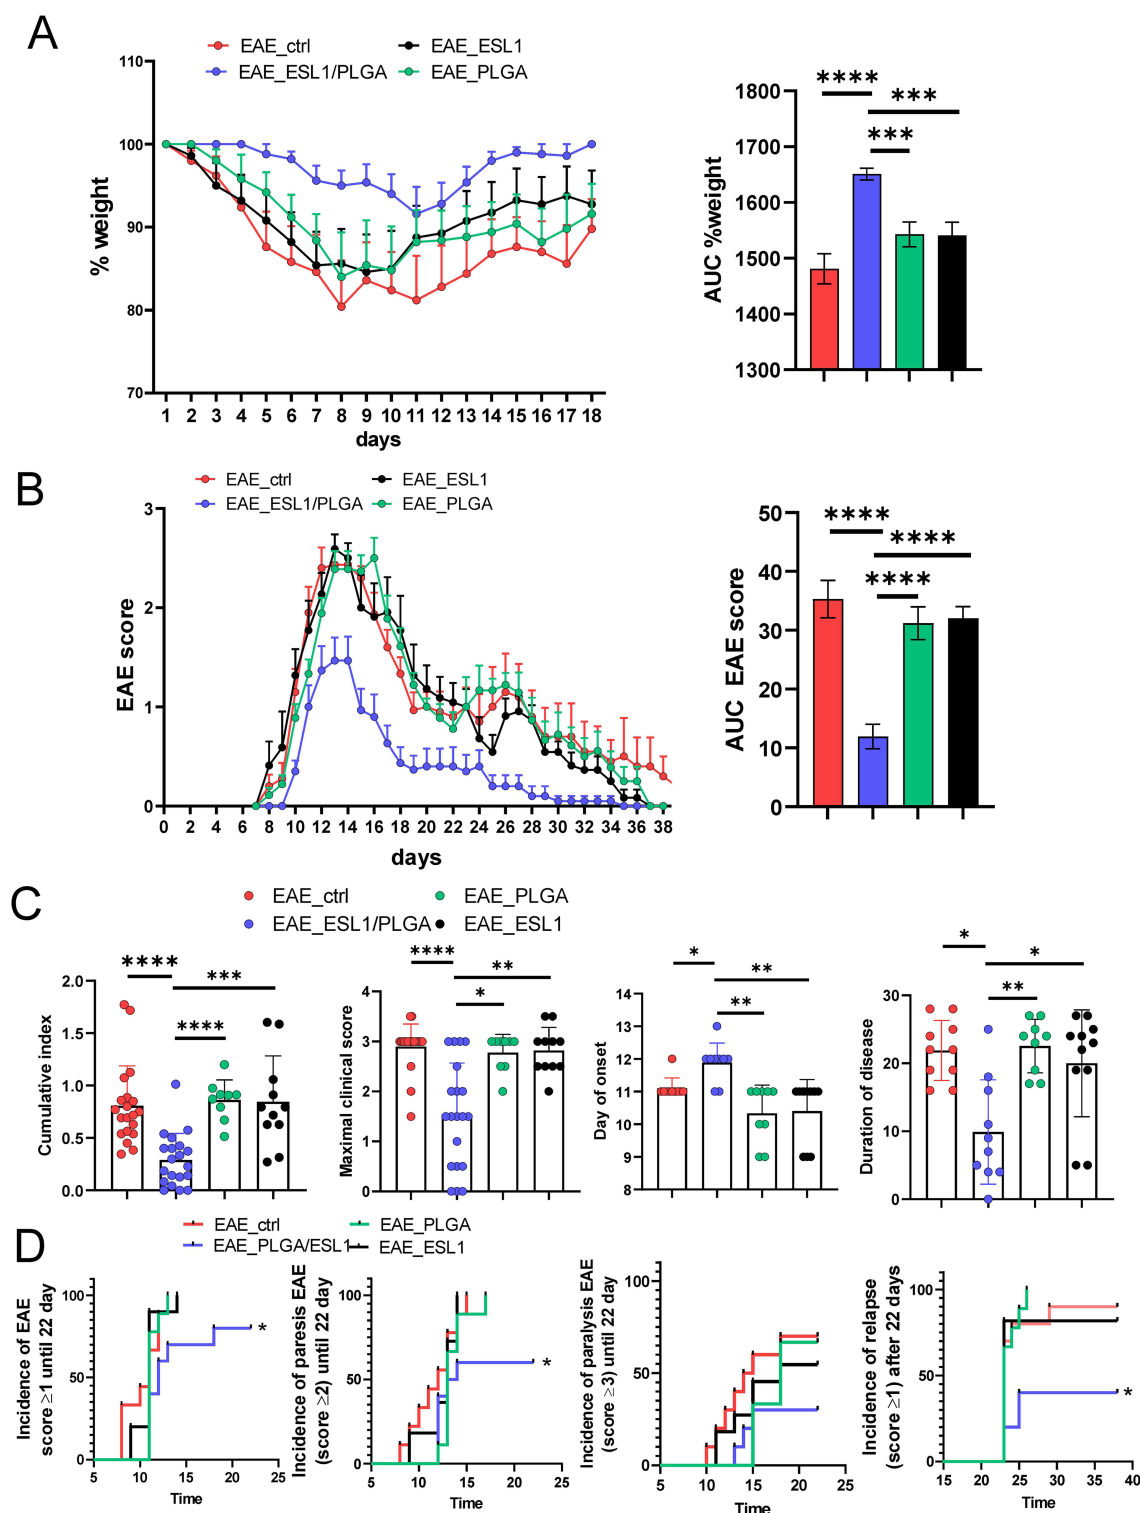 A
EAE_ctrl
EAE_ESL1
EAE_ESL1/PLGA
EAE_PLGA
110
100
90
80
70
% weight
1 2 3 4 5 6 7 8 9 10 11 12 13 14 15 16 17 18
days
1800
1700
1600
1500
1400
1300
AUC %weight
****
***
***
B
EAE_ctrl
EAE_ESL1
EAE_ESL1/PLGA
EAE_PLGA
3
2
1
0
EAE score
0 2 4 6 8 10 12 14 16 18 20 22 24 26 28 30 32 34 36 38
days
50
40
30
20
10
0
AUC EAE score
****
****
****
C
EAE_ctrl
EAE_PLGA
EAE_ESL1/PLGA
EAE_ESL1
2.0
1.5
1.0
0.5
0.0
Cumulative index
****
***
****
4
3
2
1
0
Maximal clinical score
****
**
*
14
13
12
11
10
9
8
Day of onset
*
**
**
30
20
10
0
Duration of disease
*
*
**
D
EAE_ctrl
EAE_PLGA
EAE_PLGA/ESL1
EAE_ESL1
Incidence of EAE
score ≥1 until 22 day
100
50
0
5 10 15 20 25
Time
*
Incidence of paresis EAE
(score ≥2) until 22 day
100
50
0
5 10 15 20 25
Time
*
Incidence of paralysis EAE
(score ≥ 3) until 22 day
100
50
0
5 10 15 20 25
Time
Incidence of relapse
(score ≥1) after 22 days
100
50
0
15 20 25 30 35 40
Time
*